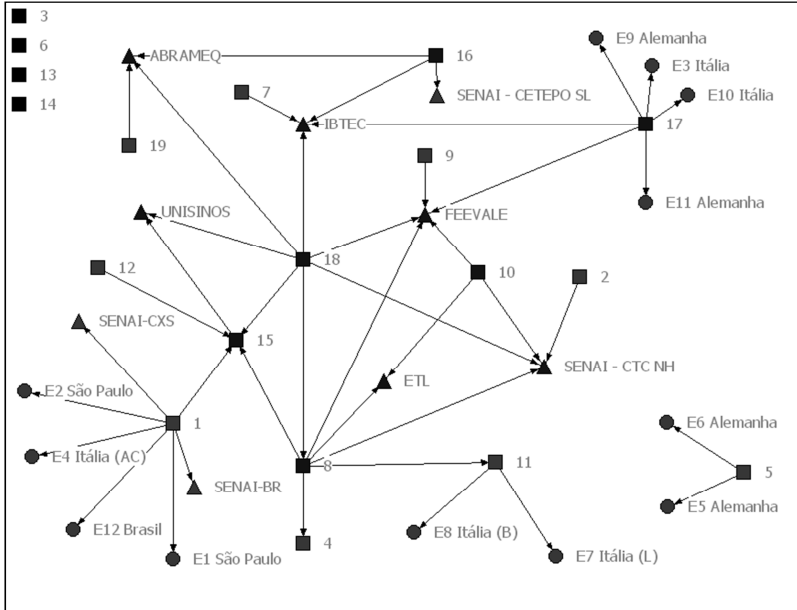 3
6
13
14
ABRAMEQ
16
E9 Alemanha
E3 Itália
7
SENAI - CETEPO SL
E10 Itália
IBTEC
17
19
9
UNISINOS
FEEVALE
E11 Alemanha
18
12
10
2
SENAI-CXS
15
SENAI - CTC NH
ETL
E2 São Paulo
1
E6 Alemanha
E4 Itália (AC)
8
11
5
SENAI-BR
E5 Alemanha
E12 Brasil
E8 Itália (B)
4
E1 São Paulo
E7 Itália (L)